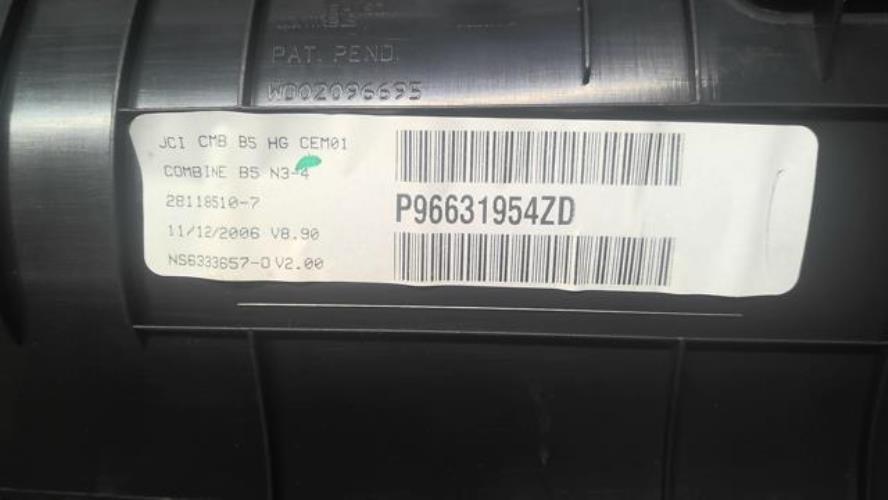 PAT. PEND.
W002096695
JCI CMB B5 HG CEM01
COMBINE B5 N3-4
28118510-7
11/12/2006 V8.90
NS6333657-D V2.00
P96631954ZD